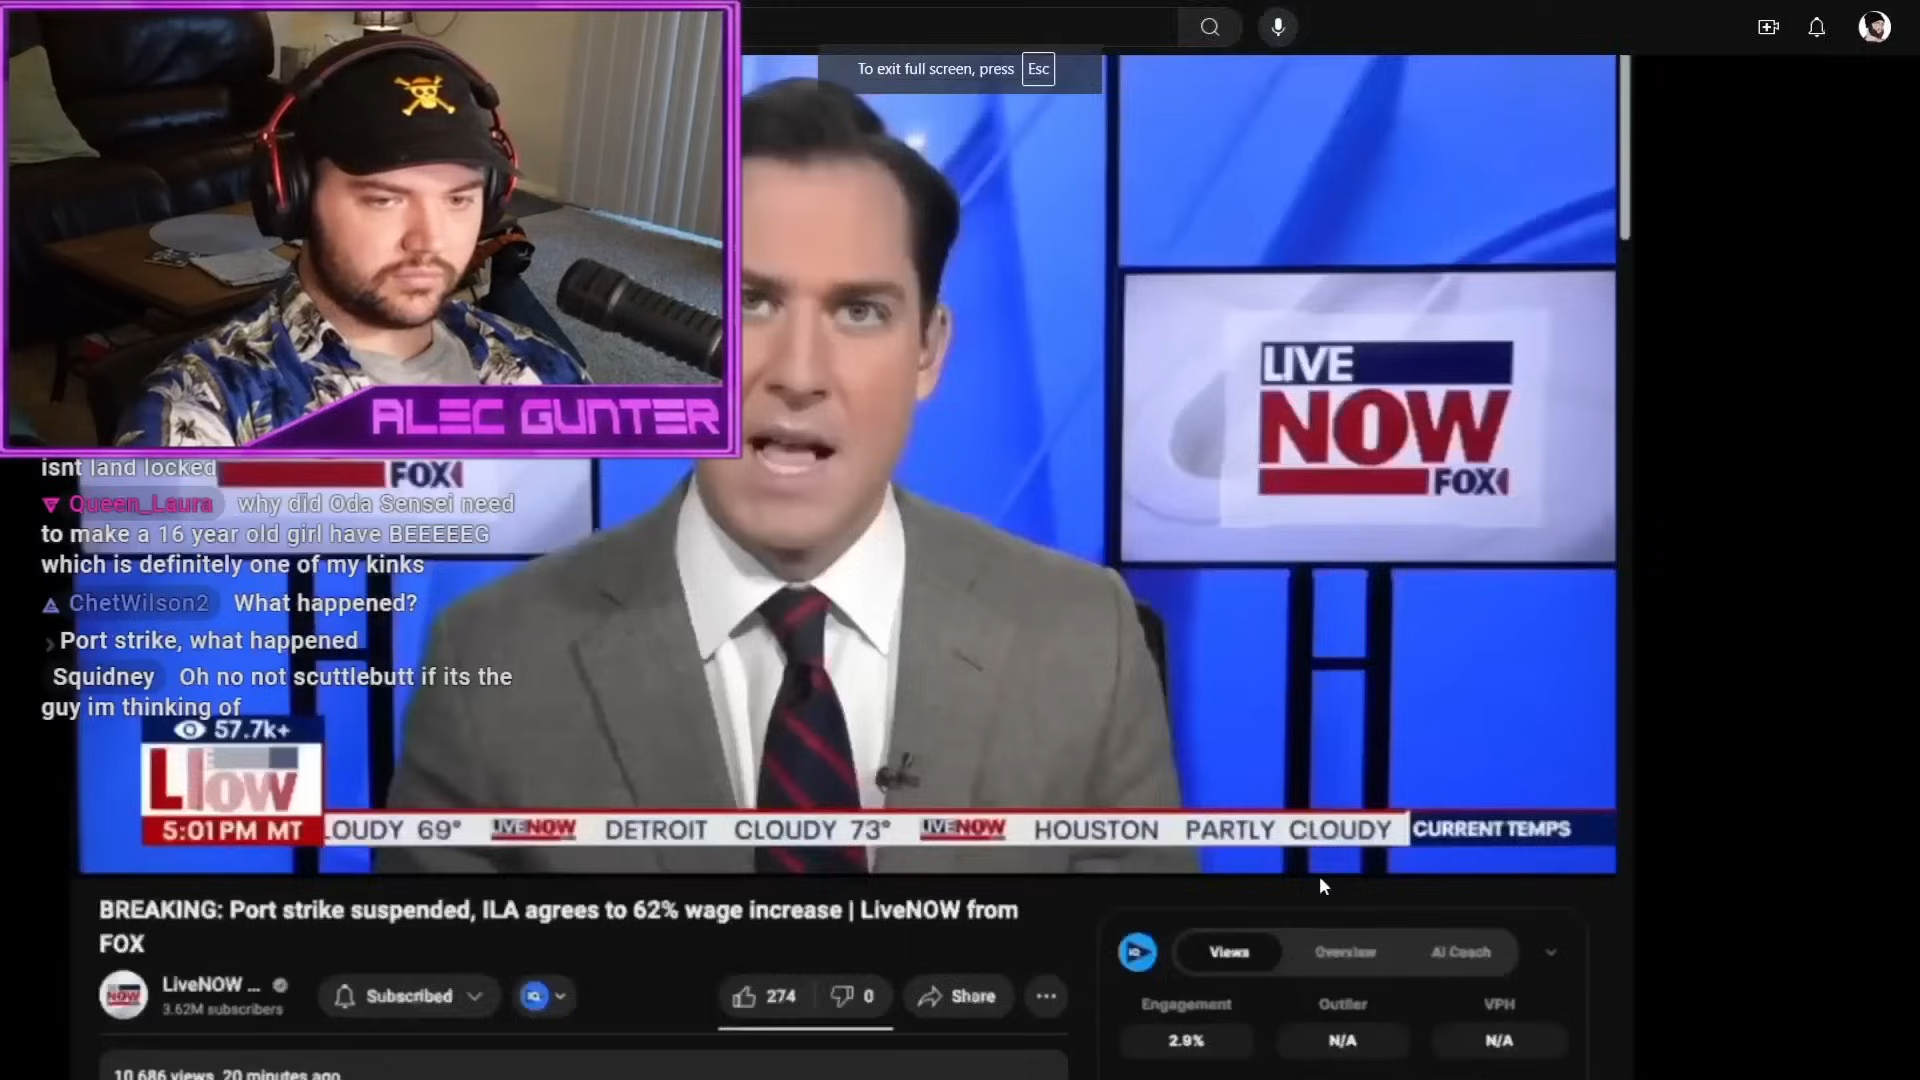 To exit full screen, press Esc
LIVE
NOW
FOX
ALEC GUNTER
isnt land locked
FOX
Queen_Laura why did Oda Sensei need
to make a 16 year old girl have BEEEEEG
which is definitely one of my kinks
ChetWilson2 What happened?
Port strike, what happened
Squidney Oh no not scuttlebutt if its the
guy im thinking of
57.7k+
5:01 PM MT
LOUDY 69° LIVENOW DETROIT CLOUDY 73° LIVENOW HOUSTON PARTLY CLOUDY CURRENT TEMPS
BREAKING: Port strike suspended, ILA agrees to 62% wage increase | LiveNOW from
FOX
LiveNOW ...
3.62M subscribers
Subscribed
IQ
274
0
Share
Views Overview AI Coach
Engagement Outlier VPH
2.9% N/A N/A
10,686 views 20 minutes ago